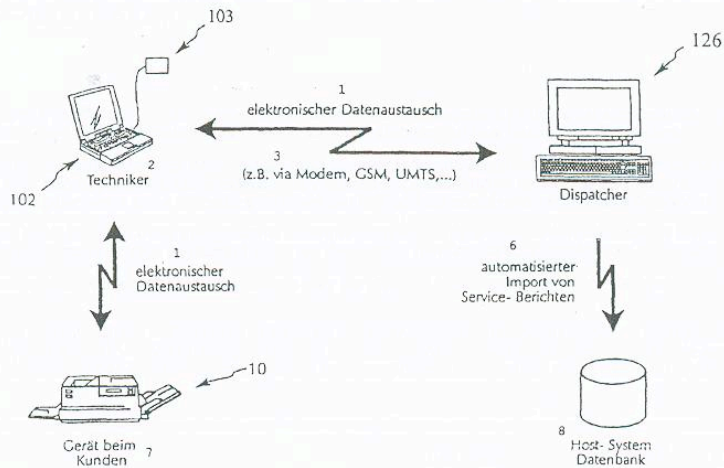 103
126
1
elektronischer Datenaustausch
3
(z.B. via Modem, GSM, UMTS,...)
2
Techniker
102
Dispatcher
1
elektronischer
Datenaustausch
6
automatisierter
Import von
Service- Berichten
10
Gerät beim
Kunden 7
8
Host- System
Datenbank